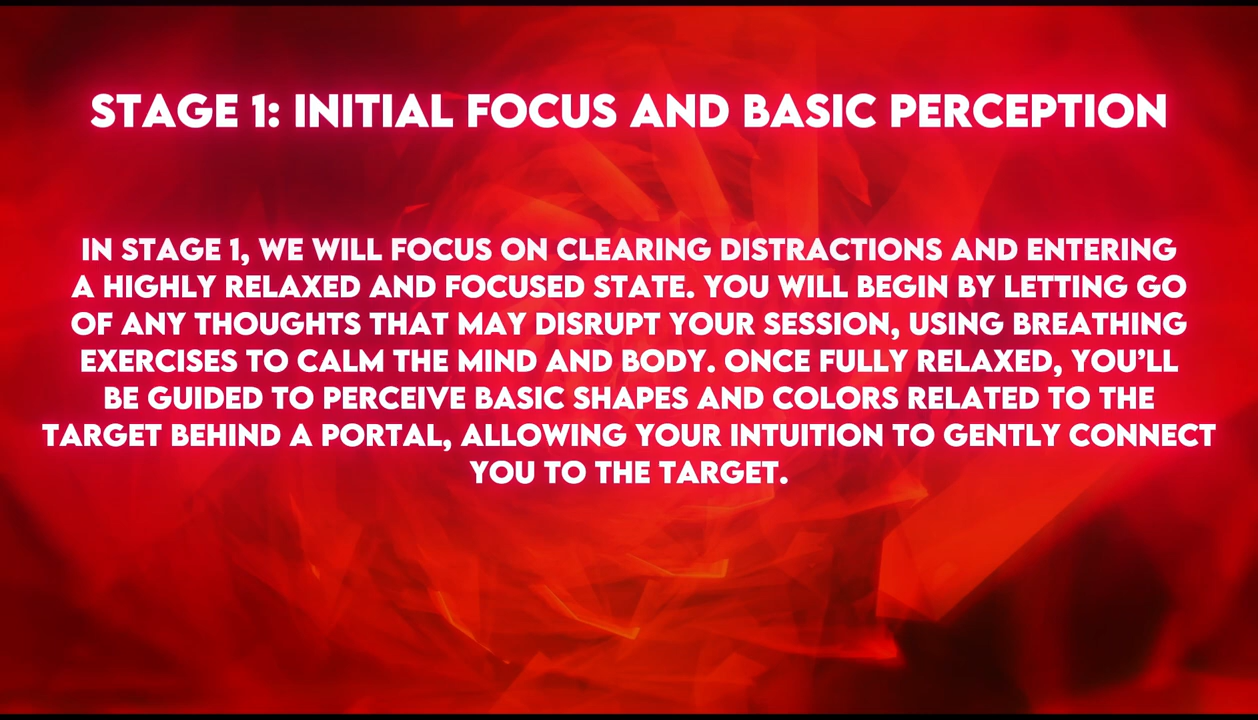 STAGE 1: INITIAL FOCUS AND BASIC PERCEPTION
IN STAGE 1, WE WILL FOCUS ON CLEARING DISTRACTIONS AND ENTERING
A HIGHLY RELAXED AND FOCUSED STATE. YOU WILL BEGIN BY LETTING GO
OF ANY THOUGHTS THAT MAY DISRUPT YOUR SESSION, USING BREATHING
EXERCISES TO CALM THE MIND AND BODY. ONCE FULLY RELAXED, YOU’LL
BE GUIDED TO PERCEIVE BASIC SHAPES AND COLORS RELATED TO THE
TARGET BEHIND A PORTAL, ALLOWING YOUR INTUITION TO GENTLY CONNECT
YOU TO THE TARGET.